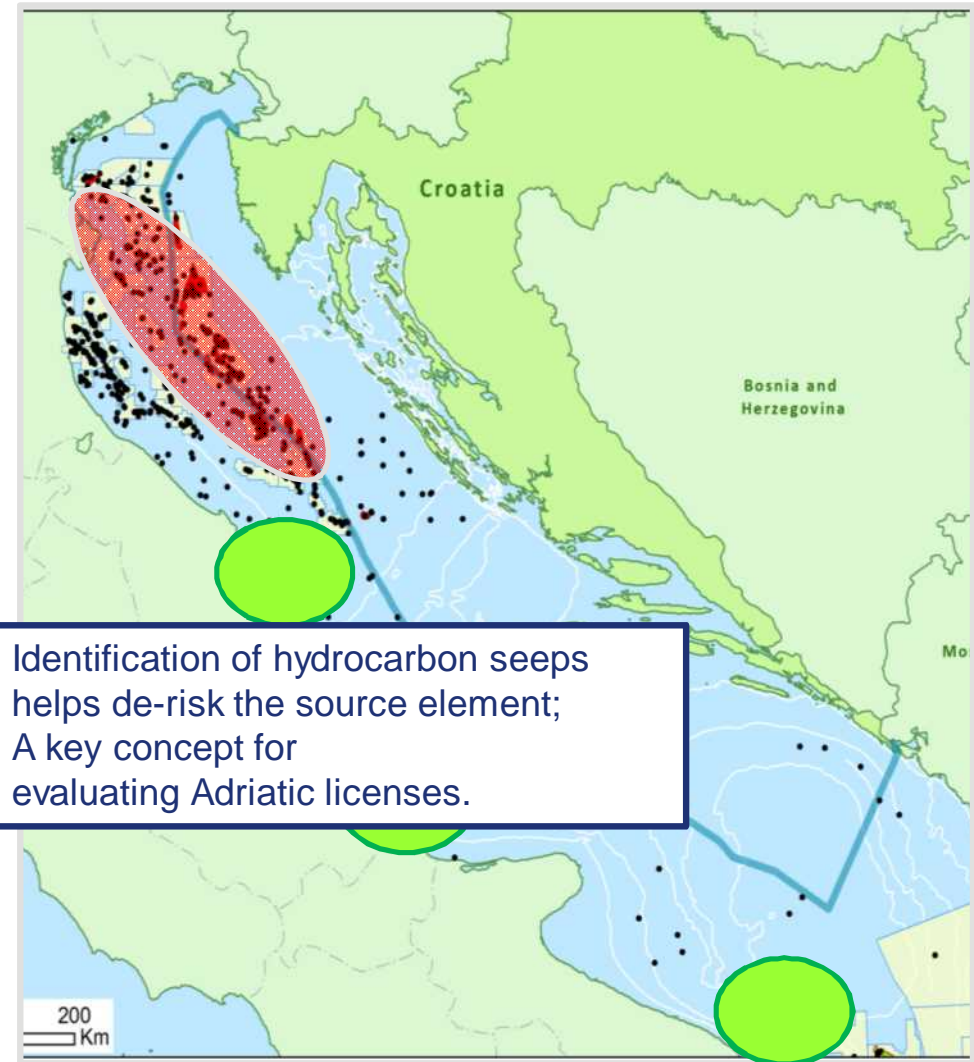 Croatia
Bosnia and
Herzegovina
Identification of hydrocarbon seeps
helps de-risk the source element;
A key concept for
evaluating Adriatic licenses.
Mo
200
Km